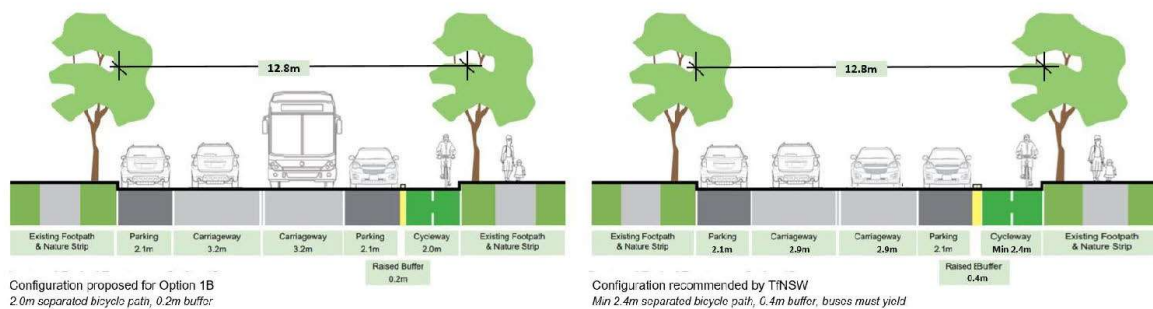 12.8m
Existing Footpath
& Nature Strip
Parking
2.1m
Carriageway
3.2m
Carriageway
3.2m
Parking
2.1m
Cycleway
2.0m
Existing Footpath
& Nature Strip
Raised Buffer
0.2m
Configuration proposed for Option 1B
2.0m separated bicycle path, 0.2m buffer
12.8m
Existing Footpath
& Nature Strip
Parking
2.1m
Carriageway
2.9m
Carriageway
2.9m
Parking
2.1m
Cycleway
Min 2.4m
Existing Footpath
& Nature Strip
Raised EBuffer
0.4m
Configuration recommended by TfNSW
Min 2.4m separated bicycle path, 0.4m buffer, buses must yield